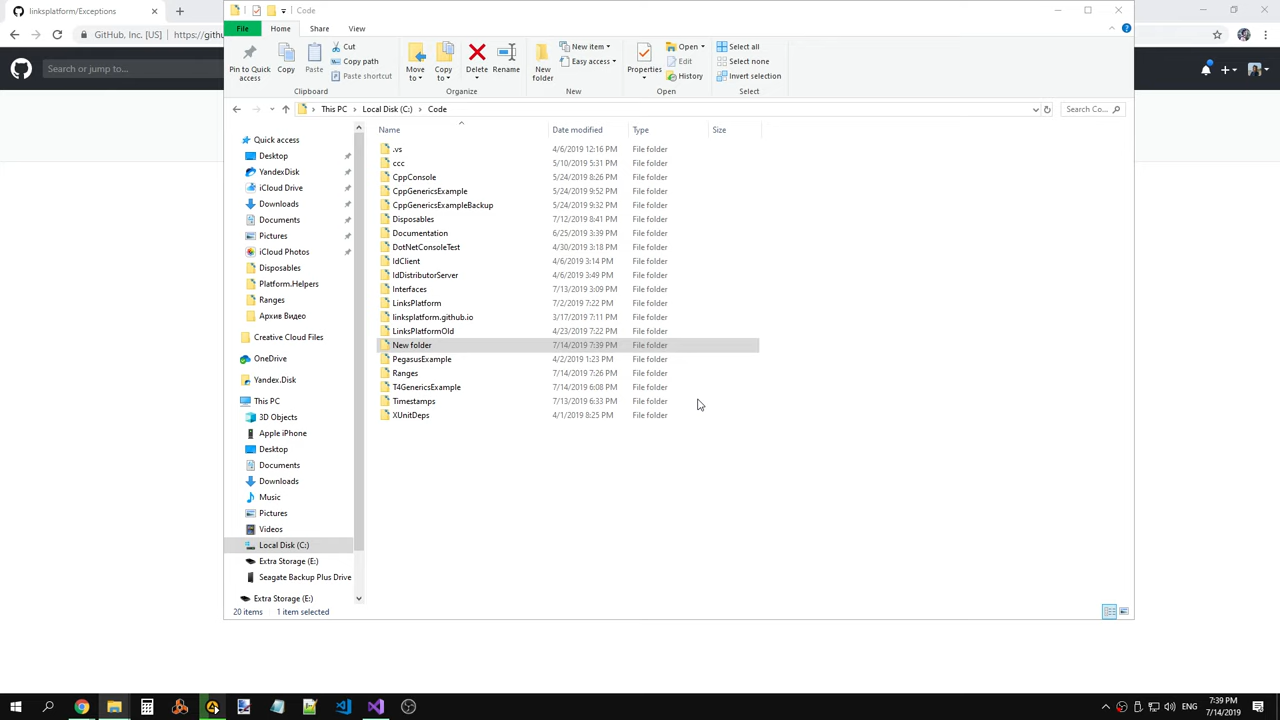 linksplatform/Exceptions
Code
GitHub, Inc. [US]
https://githu
Search or jump to...
File
Home
Share
View
Pin to Quick access
Copy
Paste
Cut
Copy path
Paste shortcut
Clipboard
Move to
Copy to
Delete
Rename
Organize
New folder
New item
Easy access
New
Properties
Open
Edit
History
Open
Select all
Select none
Invert selection
Select
This PC
Local Disk (C:)
Code
Search Co...
Quick access
Desktop
YandexDisk
iCloud Drive
Downloads
Documents
Pictures
iCloud Photos
Disposables
Platform.Helpers
Ranges
Архив Видео
Creative Cloud Files
OneDrive
Yandex.Disk
This PC
3D Objects
Apple iPhone
Desktop
Documents
Downloads
Music
Pictures
Videos
Local Disk (C:)
Extra Storage (E:)
Seagate Backup Plus Drive
Extra Storage (E:)
Name Date modified Type Size
.vs 4/6/2019 12:16 PM File folder
ccc 5/10/2019 5:31 PM File folder
CppConsole 5/24/2019 8:26 PM File folder
CppGenericsExample 5/24/2019 9:52 PM File folder
CppGenericsExampleBackup 5/24/2019 9:32 PM File folder
Disposables 7/12/2019 8:41 PM File folder
Documentation 6/25/2019 3:39 PM File folder
DotNetConsoleTest 4/30/2019 3:18 PM File folder
IdClient 4/6/2019 3:14 PM File folder
IdDistributorServer 4/6/2019 3:49 PM File folder
Interfaces 7/13/2019 3:09 PM File folder
LinksPlatform 7/2/2019 7:22 PM File folder
linksplatform.github.io 3/17/2019 7:11 PM File folder
LinksPlatformOld 4/23/2019 7:22 PM File folder
New folder 7/14/2019 7:39 PM File folder
PegasusExample 4/2/2019 1:23 PM File folder
Ranges 7/14/2019 7:26 PM File folder
T4GenericsExample 7/14/2019 6:08 PM File folder
Timestamps 7/13/2019 6:33 PM File folder
XUnitDeps 4/1/2019 8:25 PM File folder
20 items 1 item selected
ENG
7:39 PM
7/14/2019